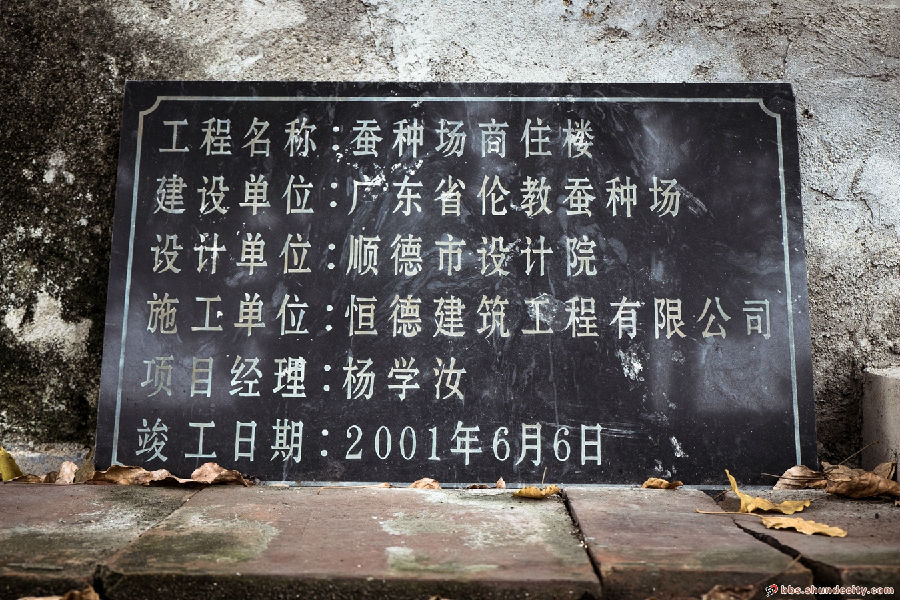 工程名称：蚕种场商住楼
建设单位：广东省伦教蚕种场
设计单位：顺德市设计院
施工单位：恒德建筑工程有限公司
项目经理：杨学汝
竣工日期：2001年6月6日
bbs.shundecity.com